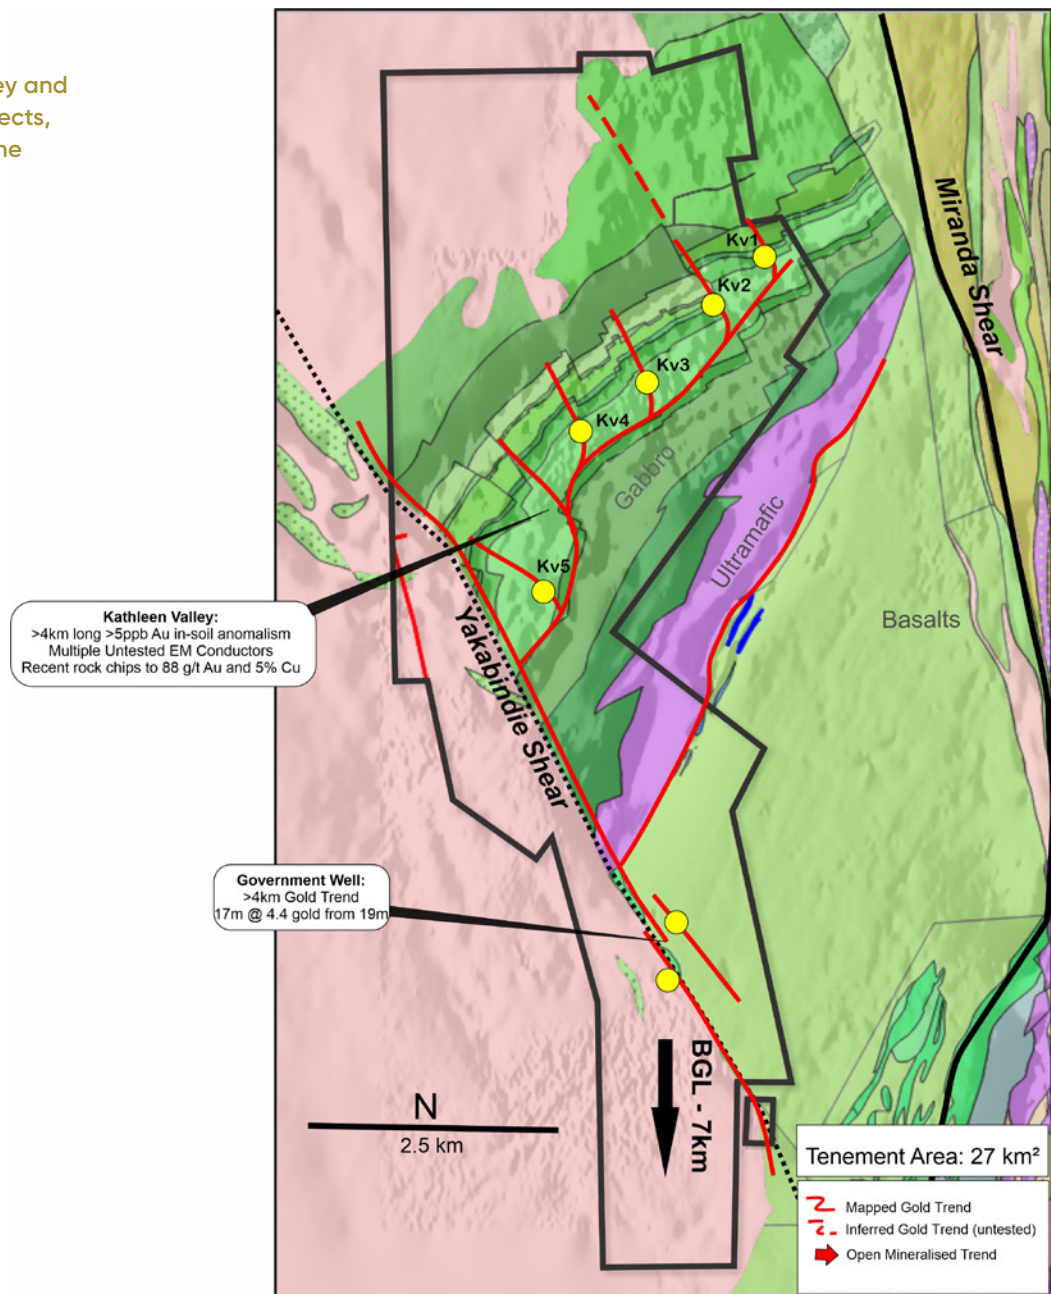 ey and
ects,
ne
Miranda Shear
Kv1
Kv2
Kv3
Kv4
Gabbro
Ultramafic
Basalts
Kv5
Kathleen Valley:
>4km long >5ppb Au in-soil anomalism
Multiple Untested EM Conductors
Recent rock chips to 88 g/t Au and 5% Cu
Yakabindie Shear
Government Well:
>4km Gold Trend
17m @ 4.4 gold from 19m
BGL - 7km
N
2.5 km
Tenement Area: 27 km²
Mapped Gold Trend
Inferred Gold Trend (untested)
Open Mineralised Trend